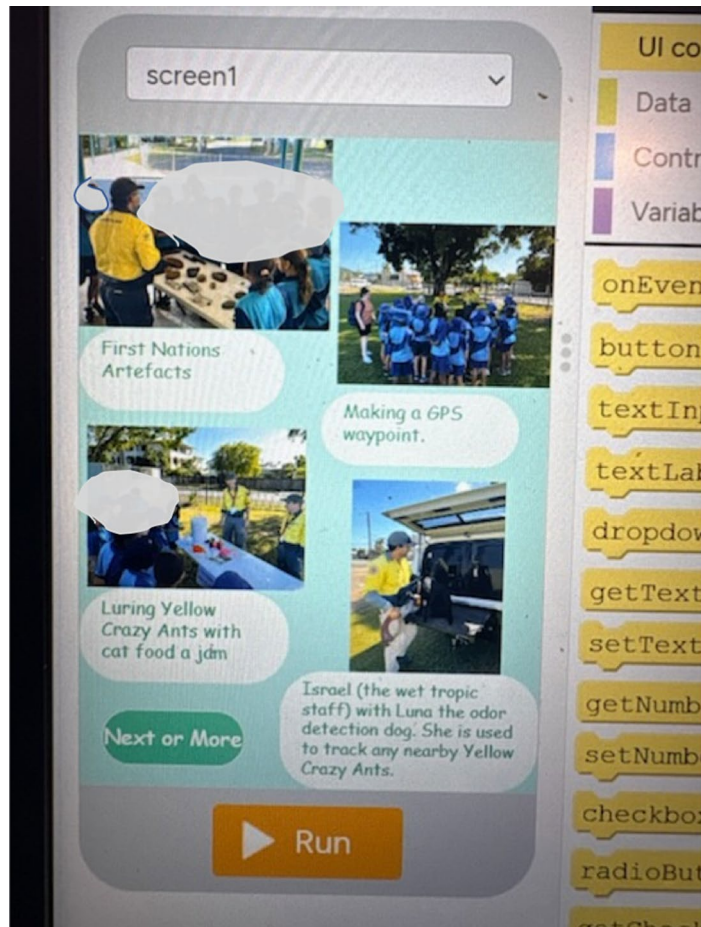 screen1
First Nations
Artefacts
Making a GPS
waypoint.
Luring Yellow
Crazy Ants with
cat food a jdm
Israel (the wet tropic
staff) with Luna the odor
detection dog. She is used
to track any nearby Yellow
Crazy Ants.
Next or More
Run
UI co
Data
Contr
Variab
onEven
button
textInp
textLab
dropdow
getText
setText
getNumb
setNumb
checkbox
radioBut